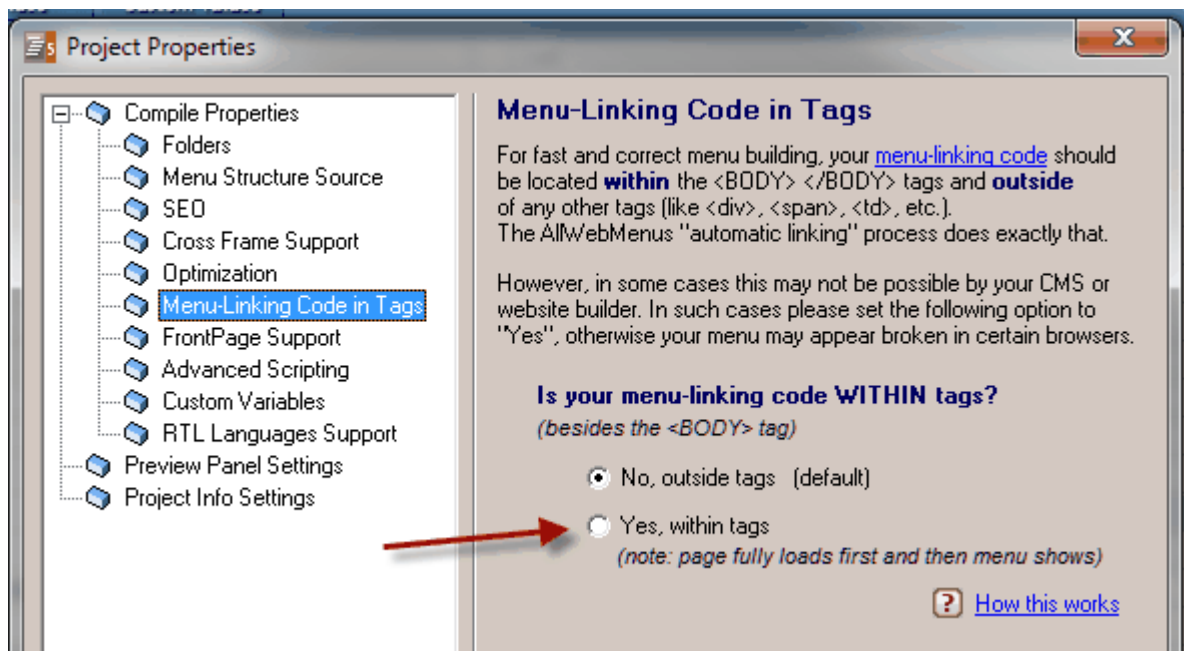 Project Properties
Compile Properties
Folders
Menu Structure Source
SEO
Cross Frame Support
Optimization
Menu-Linking Code in Tags
FrontPage Support
Advanced Scripting
Custom Variables
RTL Languages Support
Preview Panel Settings
Project Info Settings
Menu-Linking Code in Tags
For fast and correct menu building, your menu-linking code should
be located within the <BODY> </BODY> tags and outside
of any other tags (like <div>, <span>, <td>, etc.).
The AllWebMenus "automatic linking" process does exactly that.
However, in some cases this may not be possible by your CMS or
website builder. In such cases please set the following option to
"Yes", otherwise your menu may appear broken in certain browsers.
Is your menu-linking code WITHIN tags?
(besides the <BODY> tag)
No, outside tags (default)
Yes, within tags
(note: page fully loads first and then menu shows)
How this works